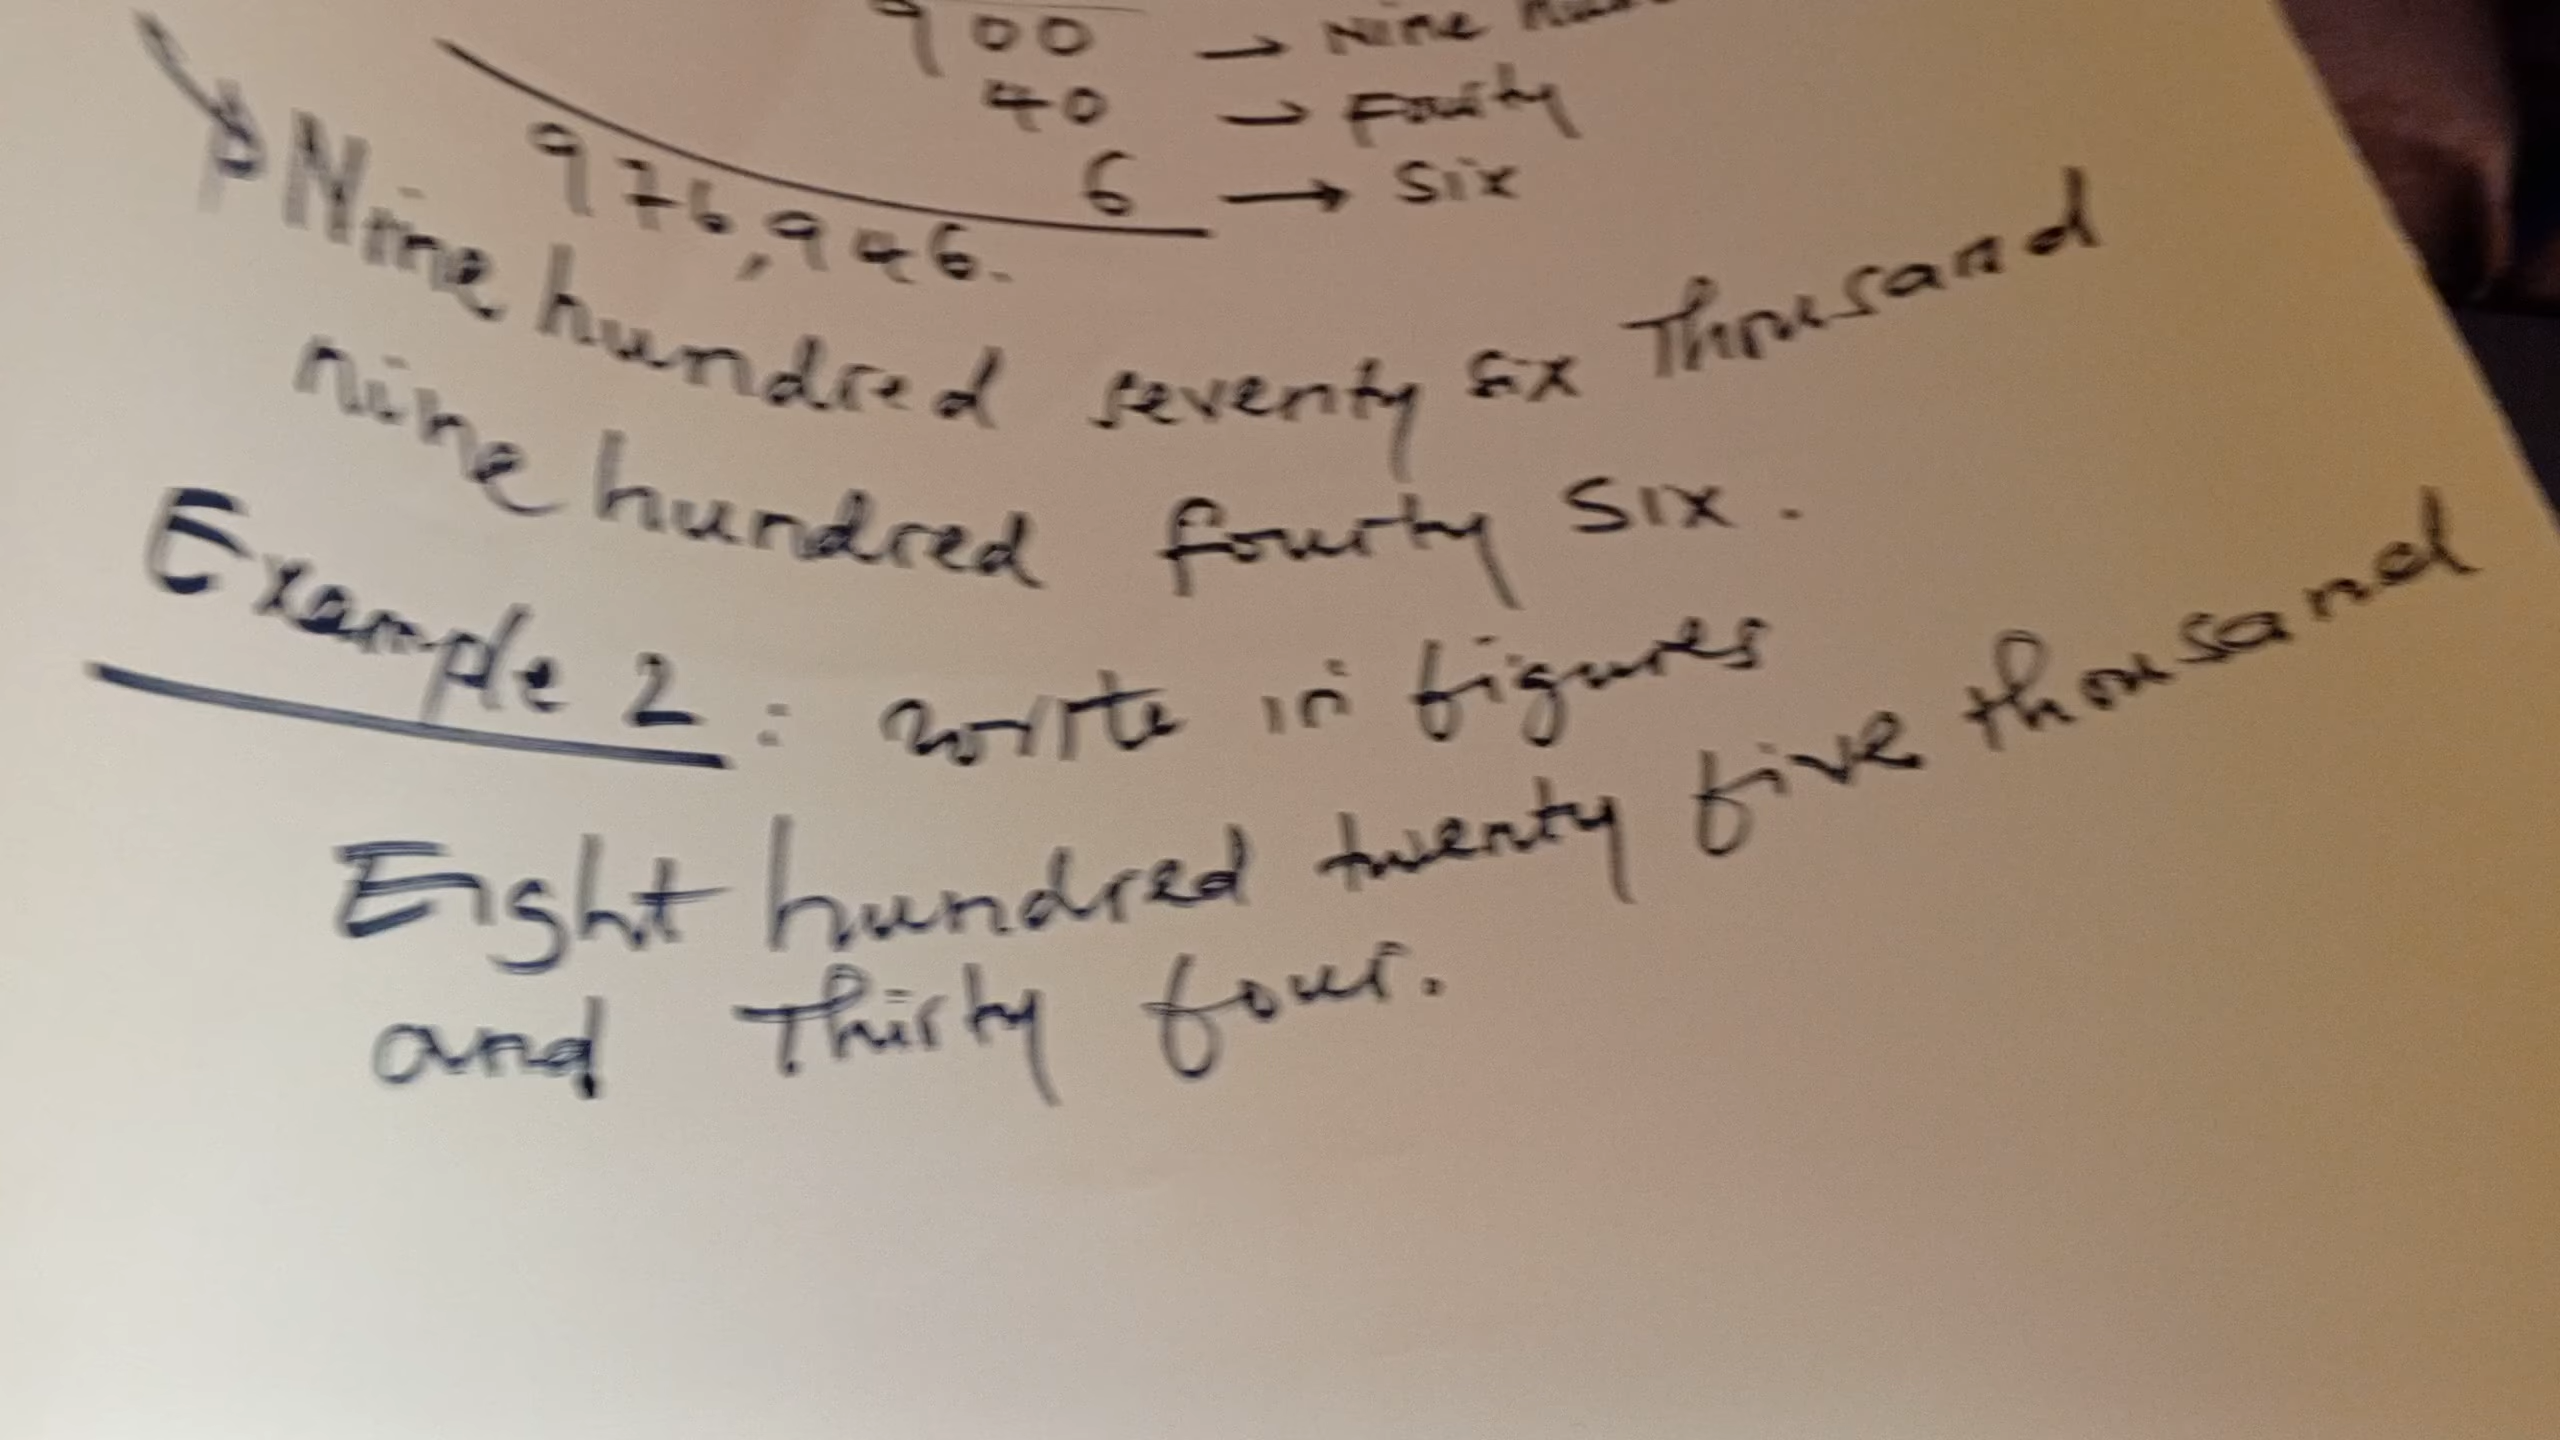 900 → Nine
40 → Fourty
6 → Six
976,946.
Nine hundred seventy six Thousand
nine hundred fourty six.
Example 2 : write in figures
Eight hundred twenty five thousand
and Thirty four.